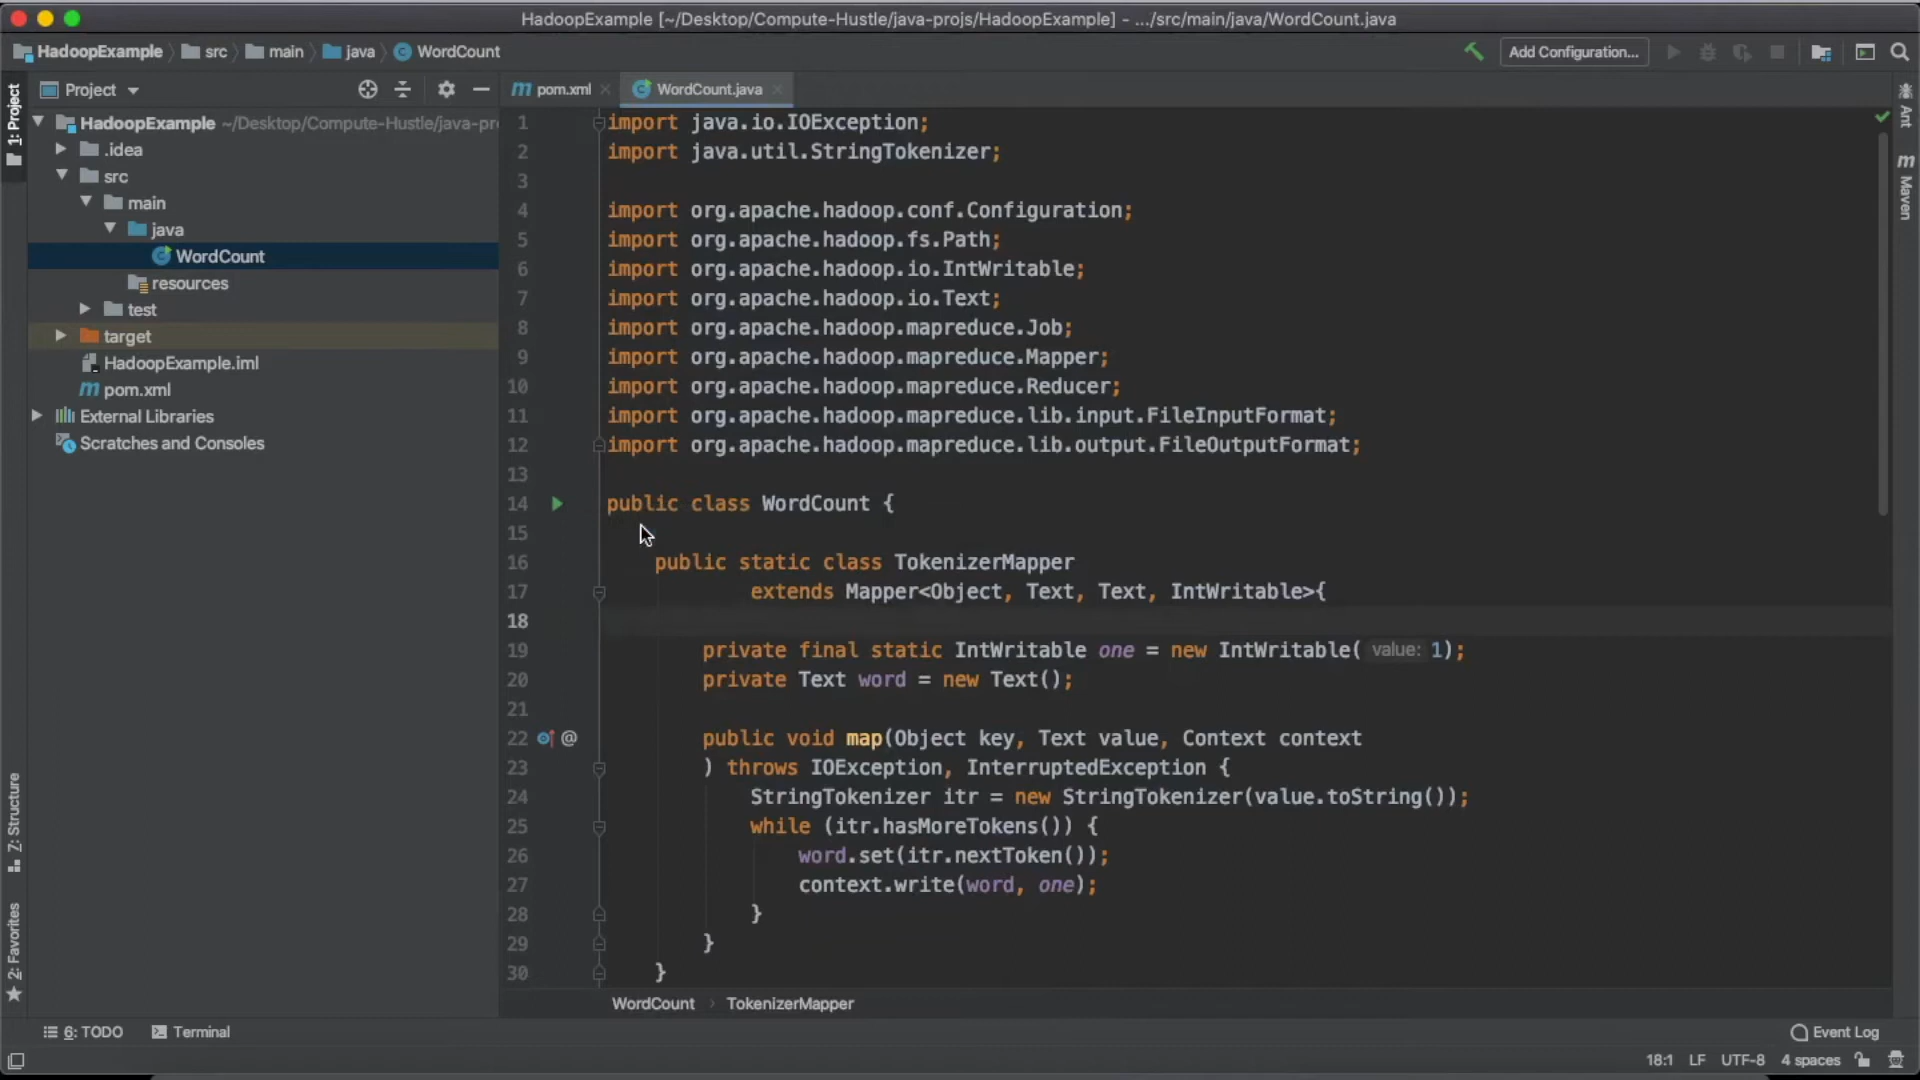 HadoopExample [~/Desktop/Compute-Hustle/java-projs/HadoopExample] - .../src/main/java/WordCount.java
HadoopExample src main java WordCount
Add Configuration...
1: Project
Project
pom.xml
WordCount.java
HadoopExample ~/Desktop/Compute-Hustle/java-pr
.idea
src
main
java
WordCount
resources
test
target
HadoopExample.iml
pom.xml
External Libraries
Scratches and Consoles
1 import java.io.IOException;
2 import java.util.StringTokenizer;
3
4 import org.apache.hadoop.conf.Configuration;
5 import org.apache.hadoop.fs.Path;
6 import org.apache.hadoop.io.IntWritable;
7 import org.apache.hadoop.io.Text;
8 import org.apache.hadoop.mapreduce.Job;
9 import org.apache.hadoop.mapreduce.Mapper;
10 import org.apache.hadoop.mapreduce.Reducer;
11 import org.apache.hadoop.mapreduce.lib.input.FileInputFormat;
12 import org.apache.hadoop.mapreduce.lib.output.FileOutputFormat;
13
14 public class WordCount {
15
16 public static class TokenizerMapper
17 extends Mapper<Object, Text, Text, IntWritable>{
18
19 private final static IntWritable one = new IntWritable( value: 1);
20 private Text word = new Text();
21
22 @ public void map(Object key, Text value, Context context
23 ) throws IOException, InterruptedException {
24 StringTokenizer itr = new StringTokenizer(value.toString());
25 while (itr.hasMoreTokens()) {
26 word.set(itr.nextToken());
27 context.write(word, one);
28 }
29 }
30 }
WordCount › TokenizerMapper
Ant
m Maven
Z: Structure
2: Favorites
6: TODO
Terminal
Event Log
18:1 LF UTF-8 4 spaces